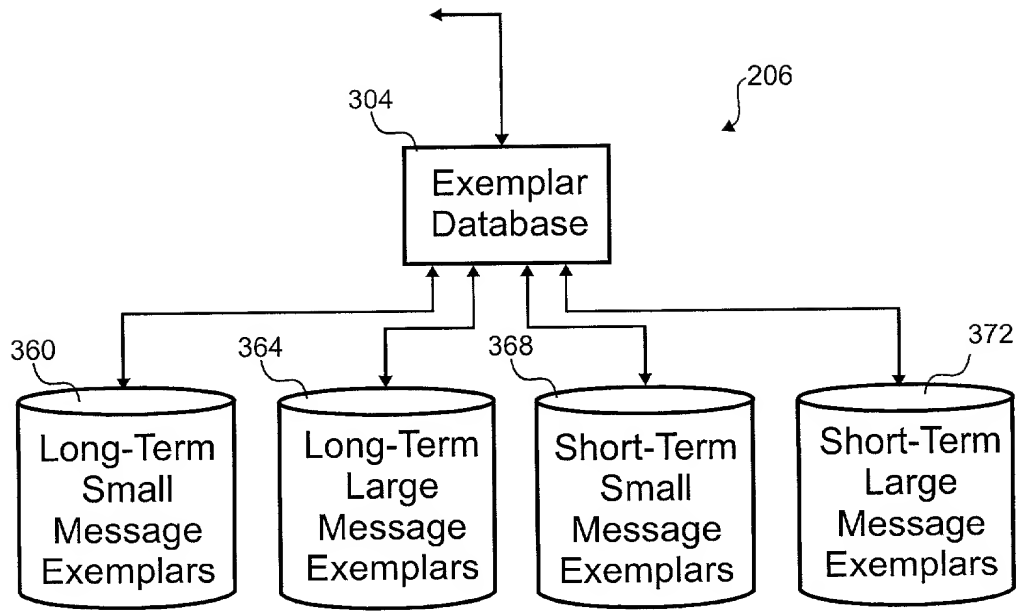 206
304
Exemplar
Database
360
364
368
372
Long-Term
Small
Message
Exemplars
Long-Term
Large
Message
Exemplars
Short-Term
Small
Message
Exemplars
Short-Term
Large
Message
Exemplars